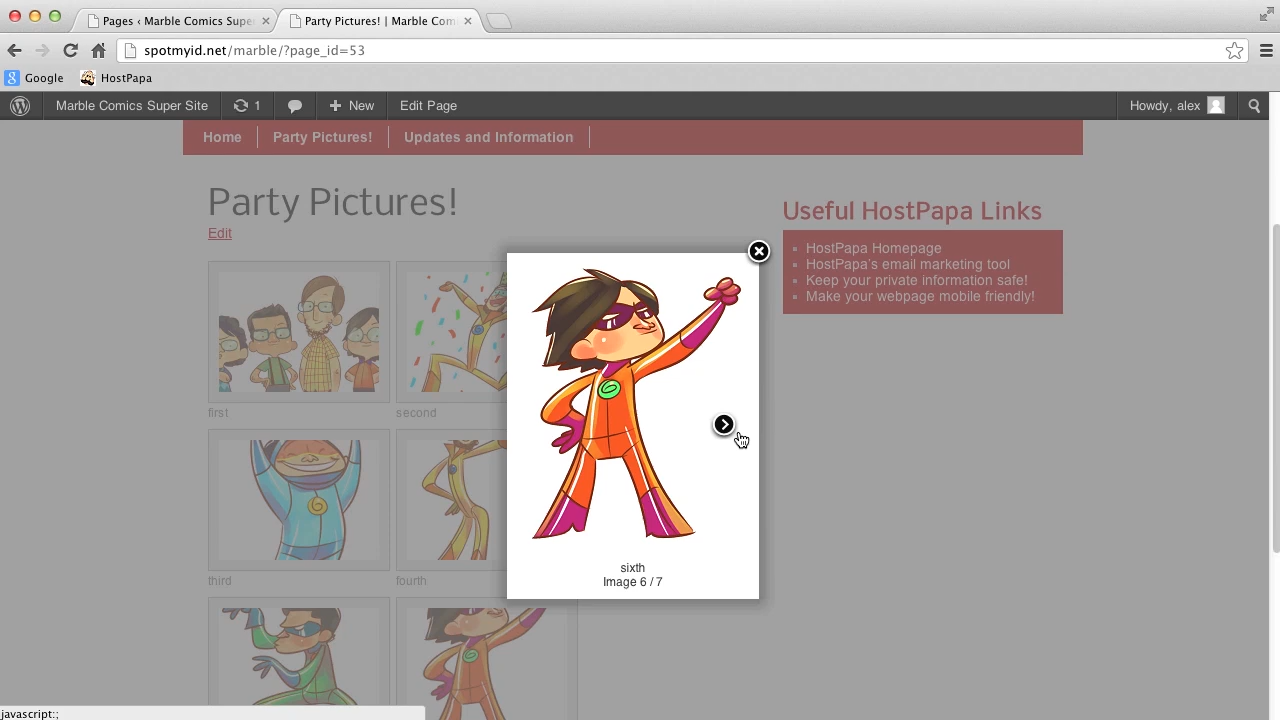 Pages ‹ Marble Comics Supe
Party Pictures! | Marble Com
spotmyid.net/marble/?page_id=53
Google
HostPapa
Marble Comics Super Site
1
New
Edit Page
Howdy, alex
Home
Party Pictures!
Updates and Information
Party Pictures!
Edit
Useful HostPapa Links
HostPapa Homepage
HostPapa's email marketing tool
Keep your private information safe!
Make your webpage mobile friendly!
first
second
third
fourth
sixth
Image 6 / 7
javascript:;